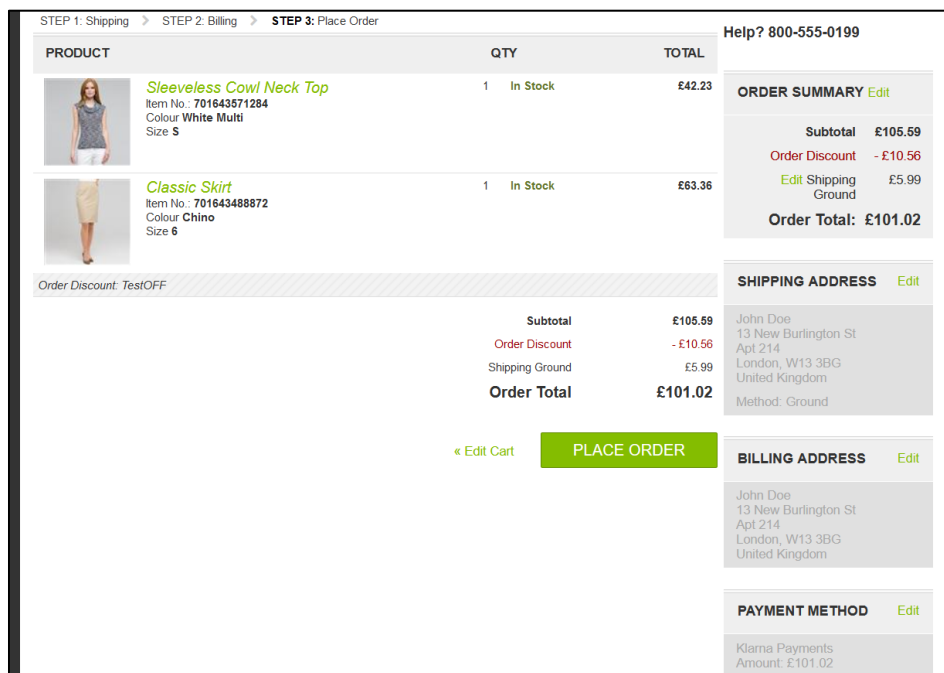 STEP 1: Shipping > STEP 2: Billing > STEP 3: Place Order
PRODUCT QTY TOTAL
Sleeveless Cowl Neck Top 1 In Stock £42.23
Item No.: 701643571284
Colour White Multi
Size S
Classic Skirt 1 In Stock £63.36
Item No.: 701643488872
Colour Chino
Size 6
Order Discount: TestOFF
Subtotal £105.59
Order Discount - £10.56
Shipping Ground £5.99
Order Total £101.02
« Edit Cart PLACE ORDER
Help? 800-555-0199
ORDER SUMMARY Edit
Subtotal £105.59
Order Discount - £10.56
Edit Shipping £5.99
Ground
Order Total: £101.02
SHIPPING ADDRESS Edit
John Doe
13 New Burlington St
Apt 214
London, W13 3BG
United Kingdom
Method: Ground
BILLING ADDRESS Edit
John Doe
13 New Burlington St
Apt 214
London, W13 3BG
United Kingdom
PAYMENT METHOD Edit
Klarna Payments
Amount: £101.02